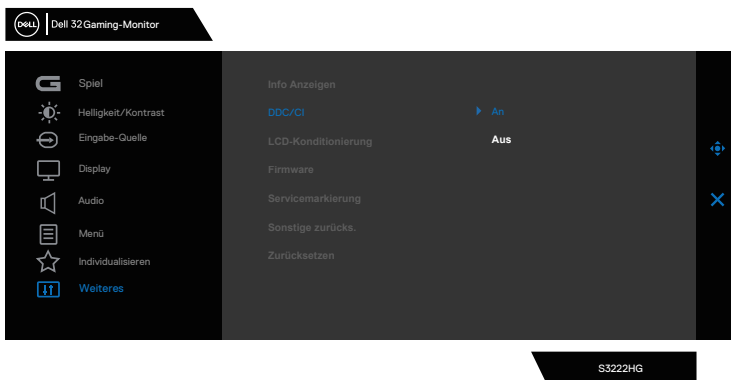 DELL Dell 32 Gaming-Monitor
Spiel
Helligkeit/Kontrast
Eingabe-Quelle
Display
Audio
Menü
Individualisieren
Weiteres
Info Anzeigen
DDC/CI An
LCD-Konditionierung Aus
Firmware
Servicemarkierung
Sonstige zurücks.
Zurücksetzen
S3222HG